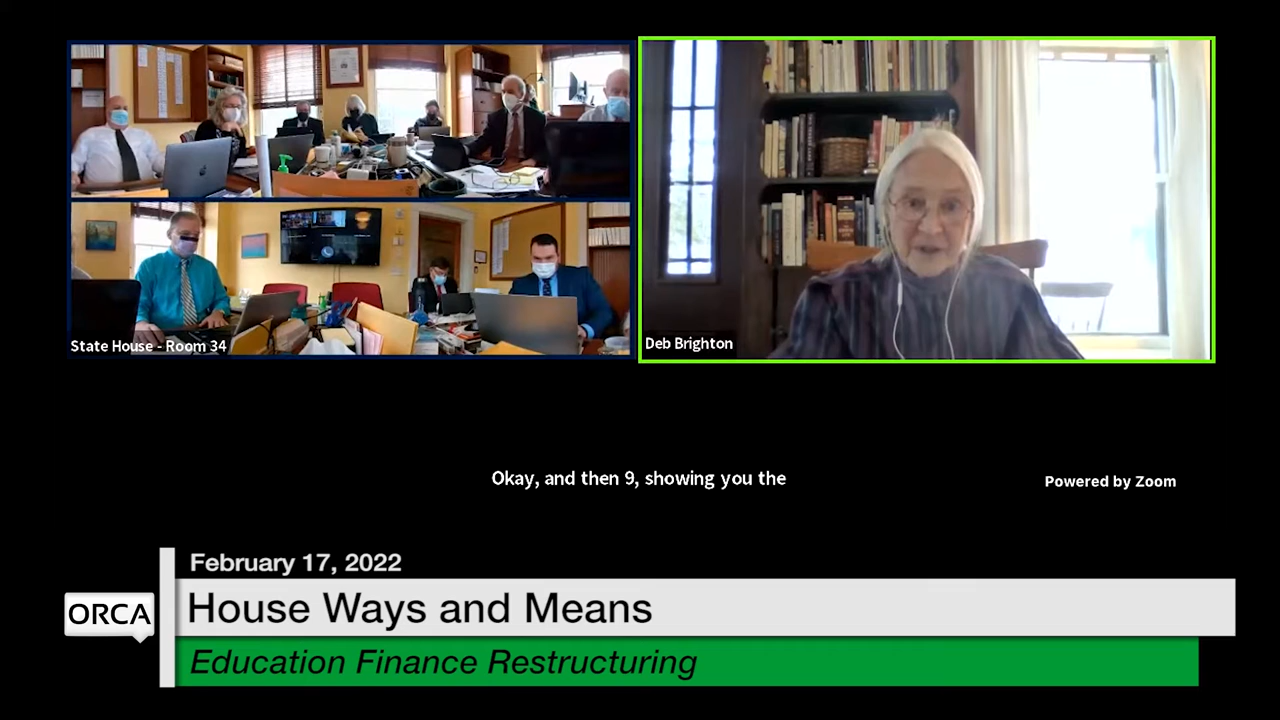 State House - Room 34
Deb Brighton
Okay, and then 9, showing you the
Powered by Zoom
February 17, 2022
ORCA
House Ways and Means
Education Finance Restructuring